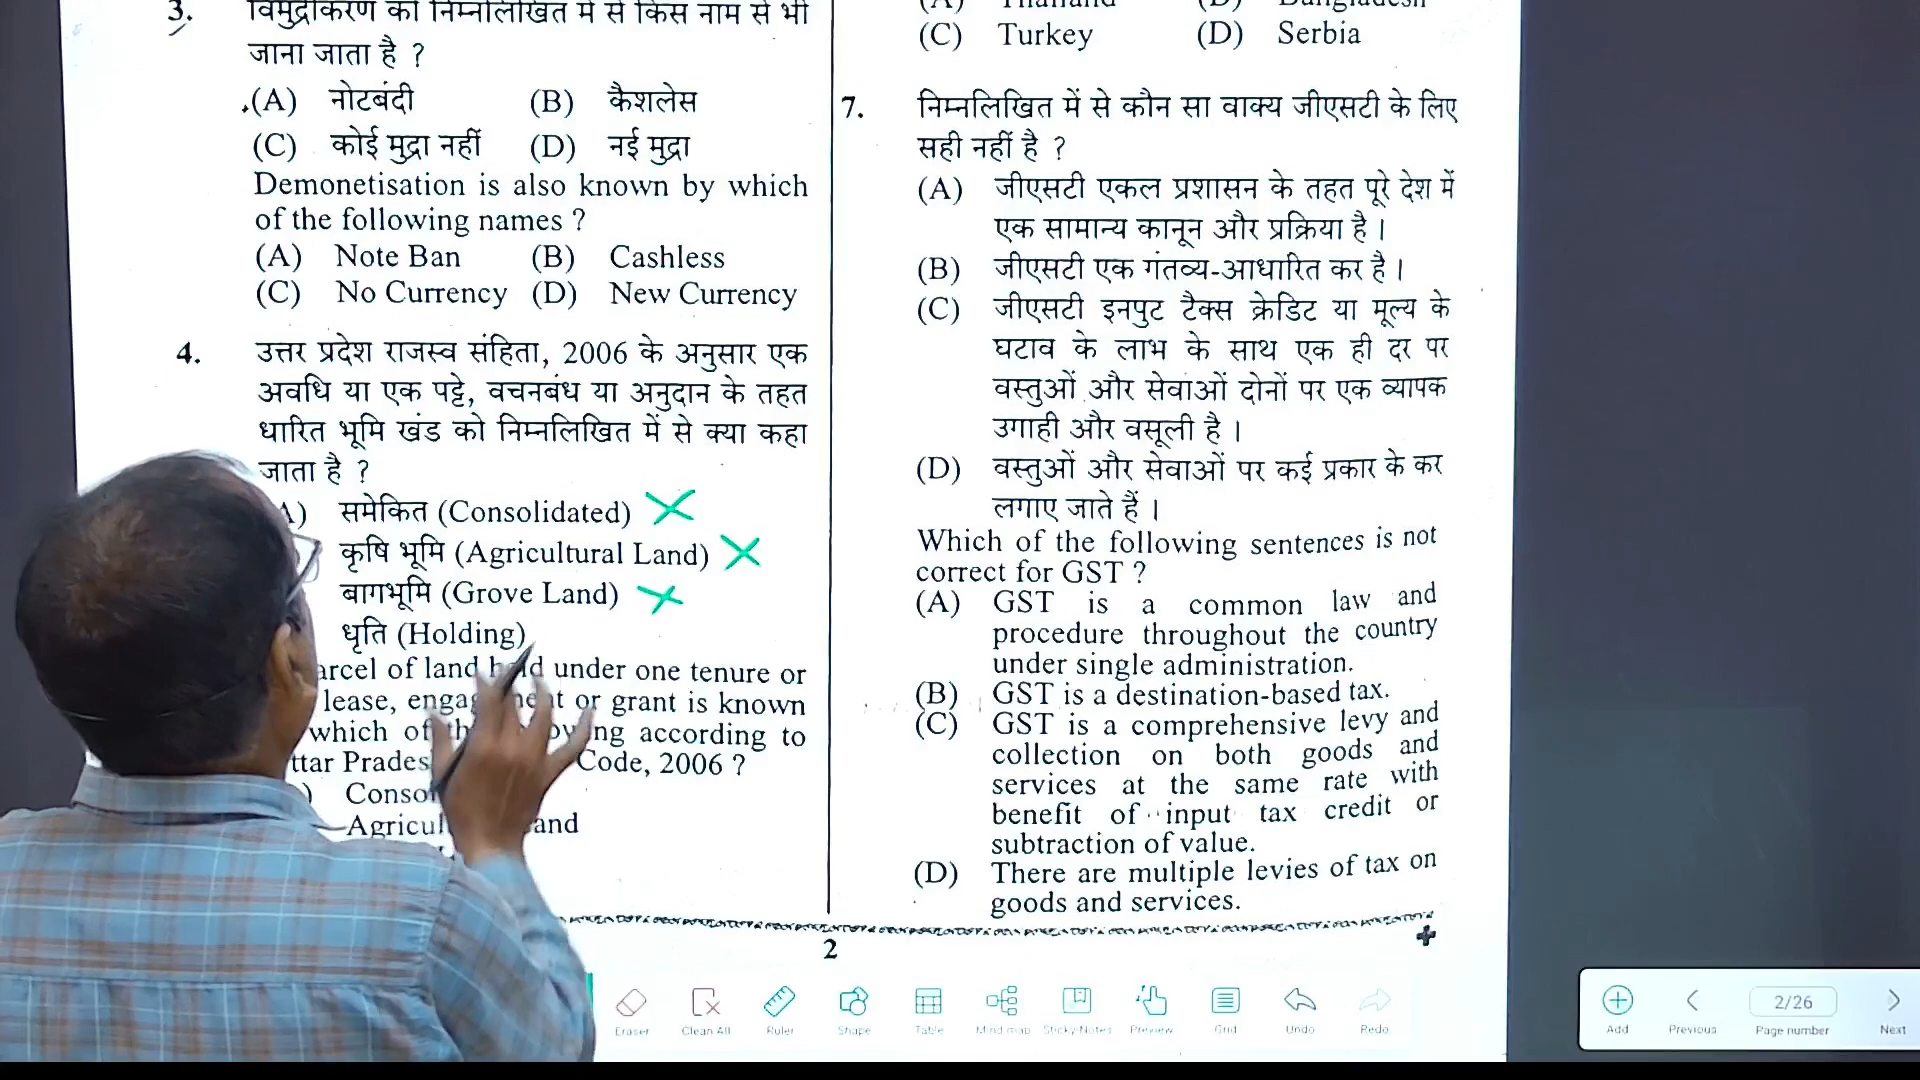 3. विमुद्रीकरण को निम्नलिखित में से किस नाम से भी
जाना जाता है ?
(A) नोटबंदी (B) कैशलेस
(C) कोई मुद्रा नहीं (D) नई मुद्रा
Demonetisation is also known by which
of the following names ?
(A) Note Ban (B) Cashless
(C) No Currency (D) New Currency
4. उत्तर प्रदेश राजस्व संहिता, 2006 के अनुसार एक
अवधि या एक पट्टे, वचनबंध या अनुदान के तहत
धारित भूमि खंड को निम्नलिखित में से क्या कहा
जाता है ?
समेकित (Consolidated)
कृषि भूमि (Agricultural Land)
बागभूमि (Grove Land)
धृति (Holding)
of land under one tenure or
lease, or grant is known
which of according to
Code, 2006 ?
and
(C) Turkey (D) Serbia
7. निम्नलिखित में से कौन सा वाक्य जीएसटी के लिए
सही नहीं है ?
(A) जीएसटी एकल प्रशासन के तहत पूरे देश में
एक सामान्य कानून और प्रक्रिया है ।
(B) जीएसटी एक गंतव्य-आधारित कर है ।
(C) जीएसटी इनपुट टैक्स क्रेडिट या मूल्य के
घटाव के लाभ के साथ एक ही दर पर
वस्तुओं और सेवाओं दोनों पर एक व्यापक
उगाही और वसूली है ।
(D) वस्तुओं और सेवाओं पर कई प्रकार के कर
लगाए जाते हैं ।
Which of the following sentences is not
correct for GST ?
(A) GST is a common law and
procedure throughout the country
under single administration.
(B) GST is a destination-based tax.
(C) GST is a comprehensive levy and
collection on both goods and
services at the same rate with
benefit of input tax credit or
subtraction of value.
(D) There are multiple levies of tax on
goods and services.
2
Eraser Clean All Ruler Shape Table Mind map Sticky Notes Preview Grid Undo Redo
2/26
Add Previous Page number Next